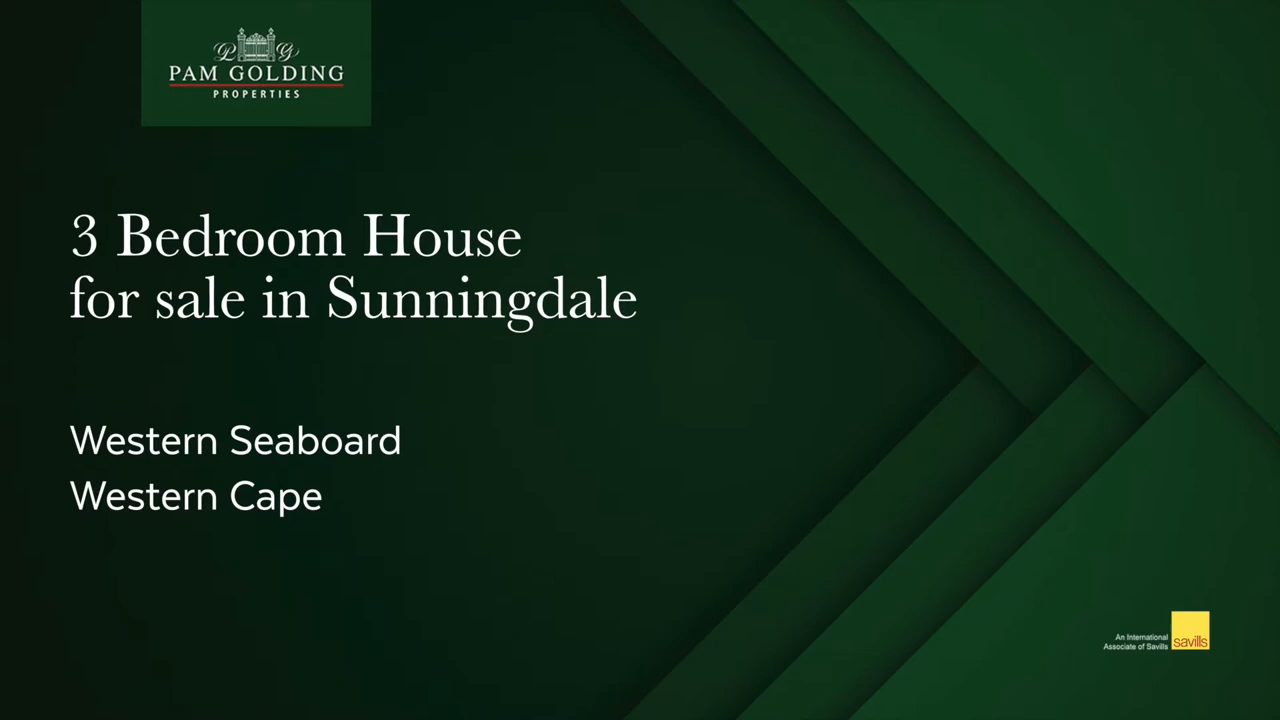 P G
PAM GOLDING
PROPERTIES
3 Bedroom House
for sale in Sunningdale
Western Seaboard
Western Cape
An International
Associate of Savills
savills